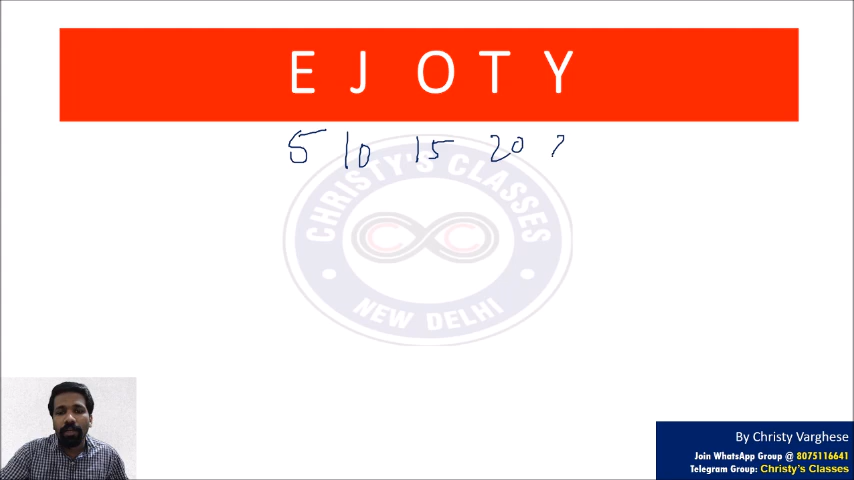 E J O T Y
5 10 15 20 2
CHRISTY'S CLASSES
C C
NEW DELHI
By Christy Varghese
Join WhatsApp Group @ 8075116641
Telegram Group: Christy's Classes